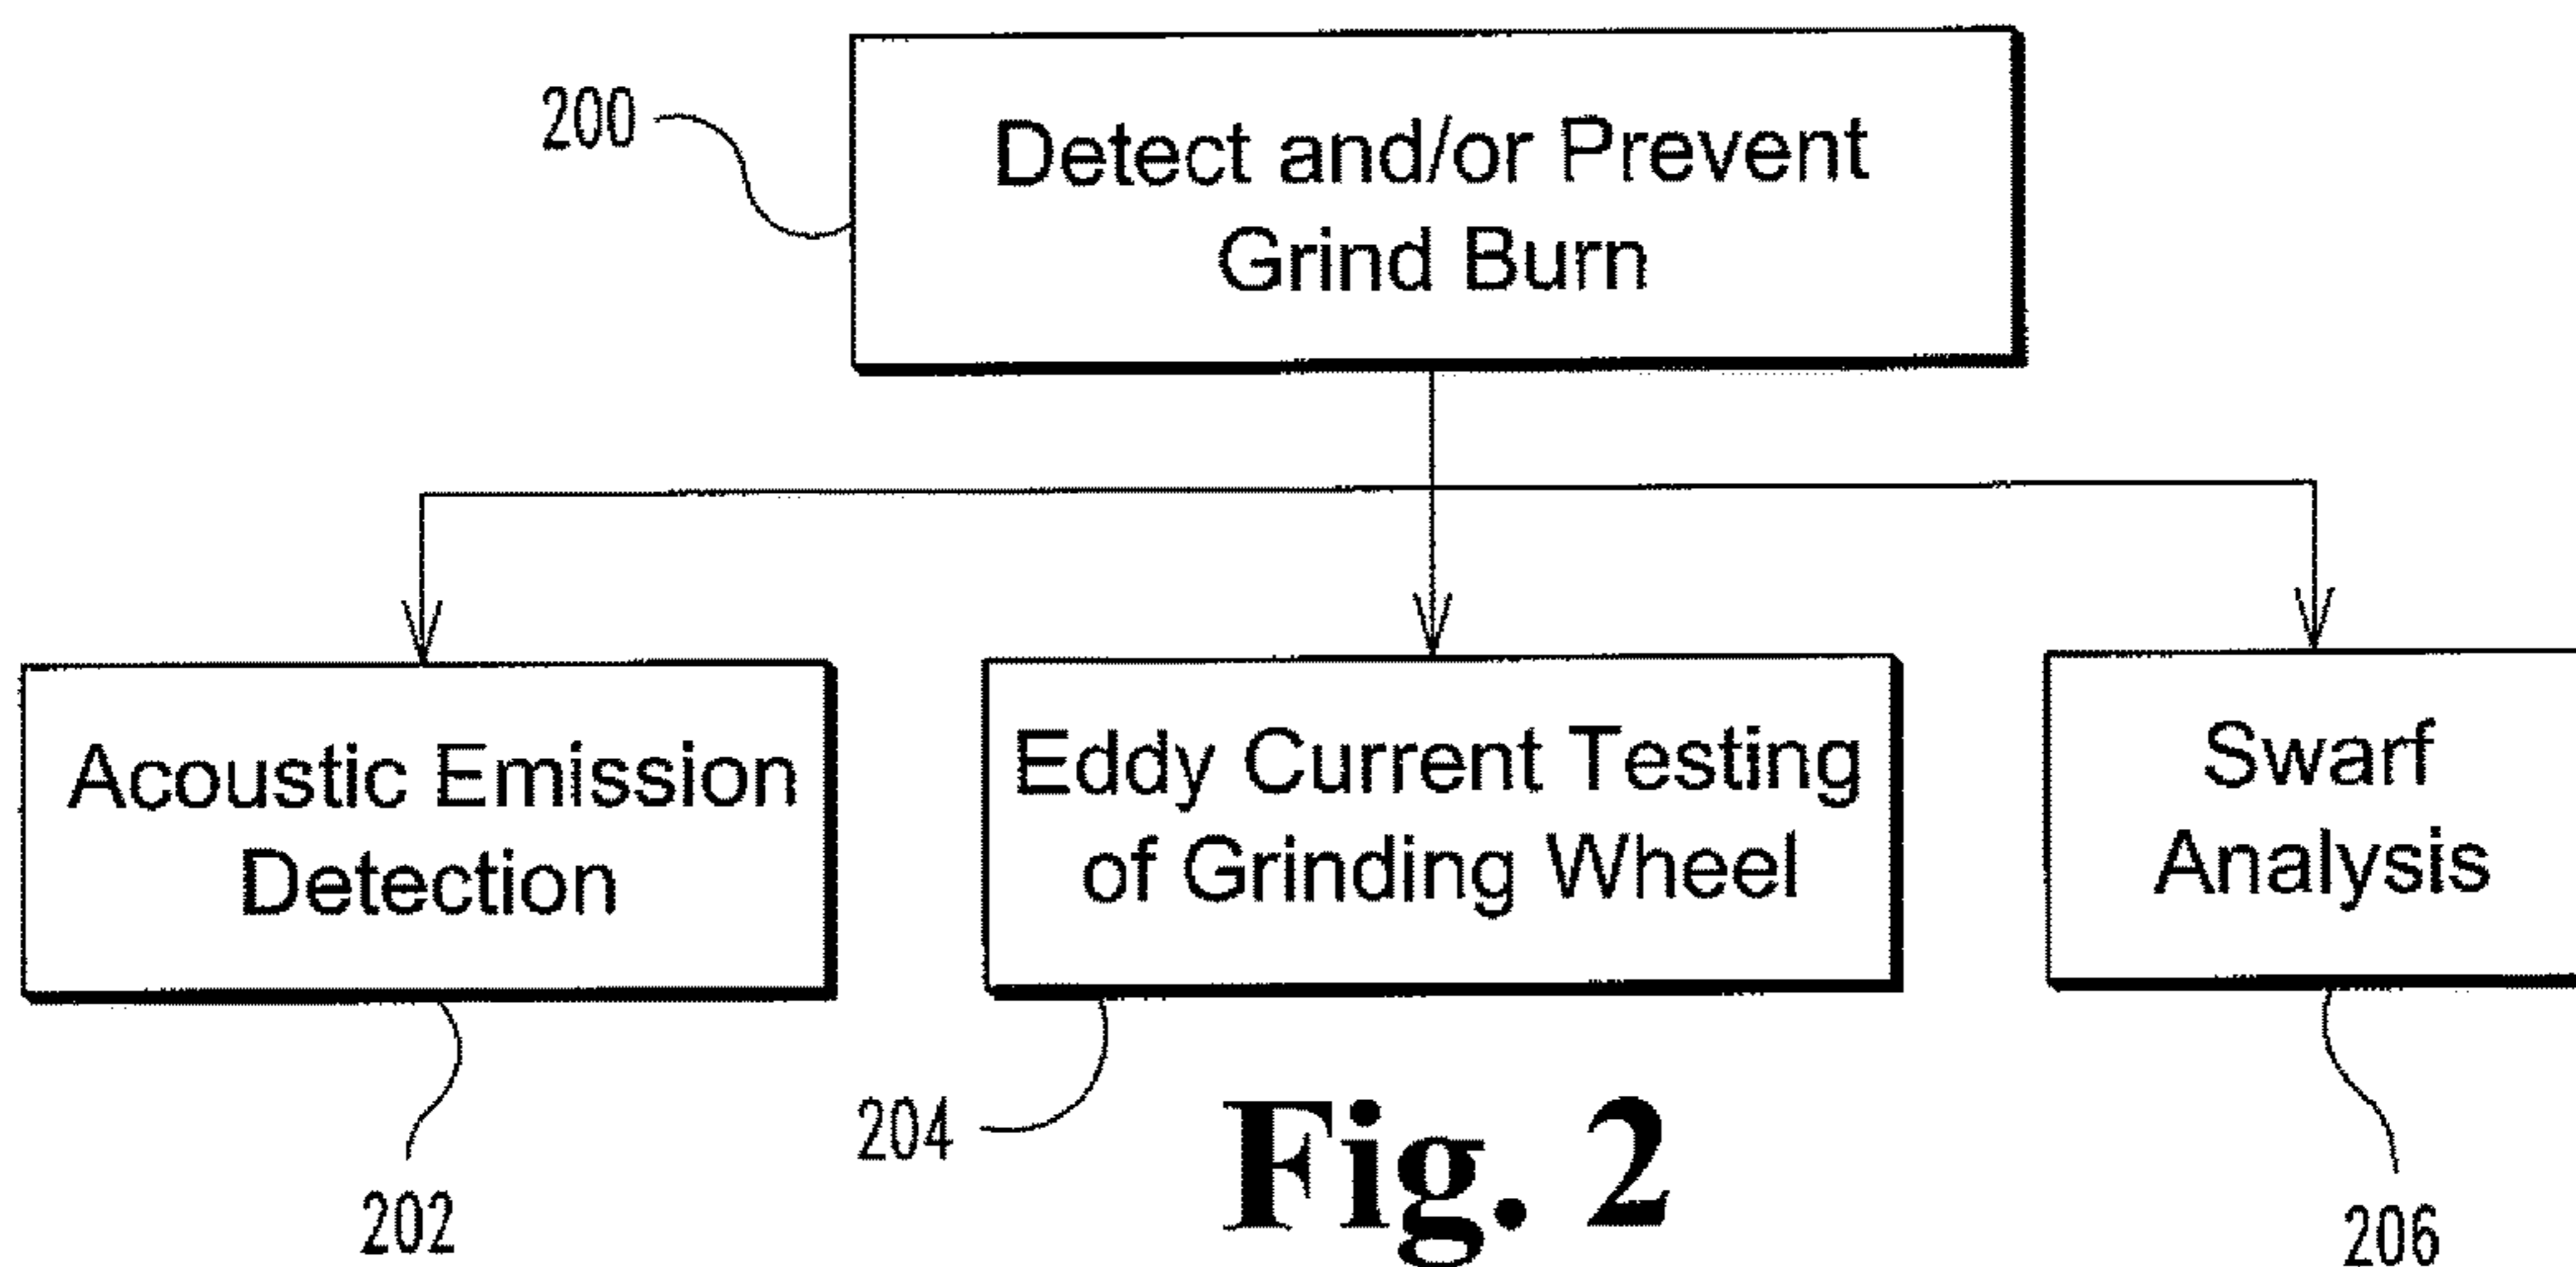 200
Detect and/or Prevent
Grind Burn
Acoustic Emission
Detection
Eddy Current Testing
of Grinding Wheel
Swarf
Analysis
202
204
206
Fig. 2